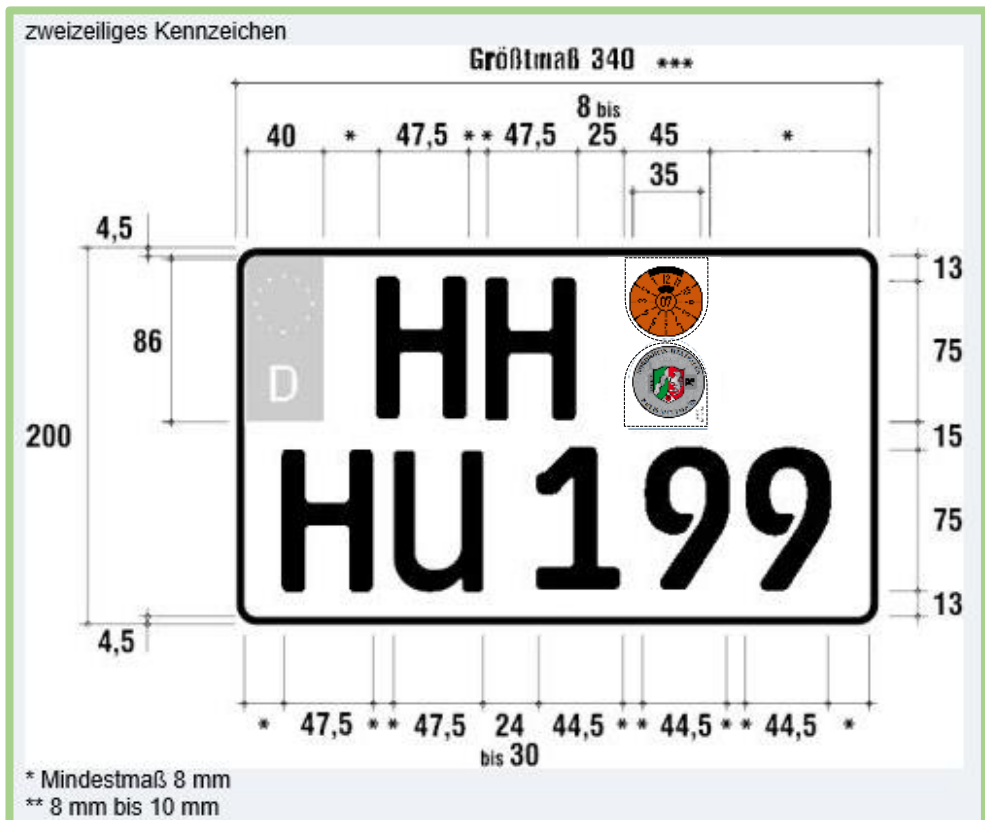 zweizeiliges Kennzeichen
Größtmaß 340 ***
8 bis
40 * 47,5 ** 47,5 25 45 *
35
4,5
13
86
75
D
HH
07
200
15
HU 199
75
13
4,5
* 47,5 ** 47,5 24 44,5 ** 44,5 ** 44,5 *
bis 30
* Mindestmaß 8 mm
** 8 mm bis 10 mm